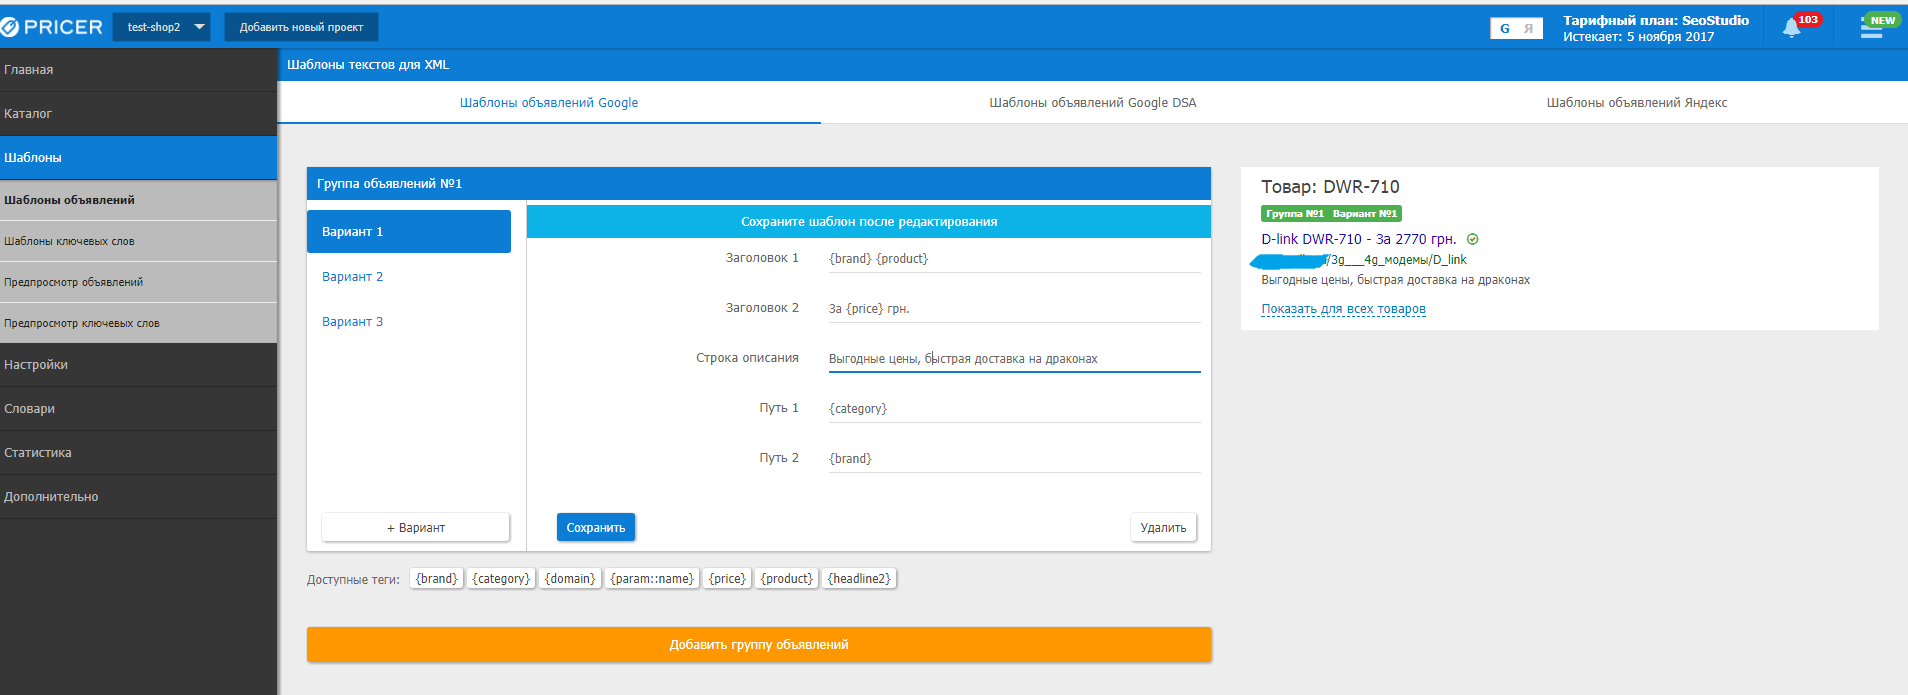 PRICER
test-shop2
Добавить новый проект
G Я
Тарифный план: SeoStudio
Истекает: 5 ноября 2017
103
NEW
Главная
Каталог
Шаблоны
Шаблоны объявлений
Шаблоны ключевых слов
Предпросмотр объявлений
Предпросмотр ключевых слов
Настройки
Словари
Статистика
Дополнительно
Шаблоны текстов для XML
Шаблоны объявлений Google
Шаблоны объявлений Google DSA
Шаблоны объявлений Яндекс
Группа объявлений №1
Вариант 1
Вариант 2
Вариант 3
+ Вариант
Сохраните шаблон после редактирования
Заголовок 1 {brand} {product}
Заголовок 2 За {price} грн.
Строка описания Выгодные цены, быстрая доставка на драконах
Путь 1 {category}
Путь 2 {brand}
Сохранить
Удалить
Доступные теги: {brand} {category} {domain} {param::name} {price} {product} {headline2}
Добавить группу объявлений
Товар: DWR-710
Группа №1 Вариант №1
D-link DWR-710 - За 2770 грн.
/3g___4g_модемы/D_link
Выгодные цены, быстрая доставка на драконах
Показать для всех товаров